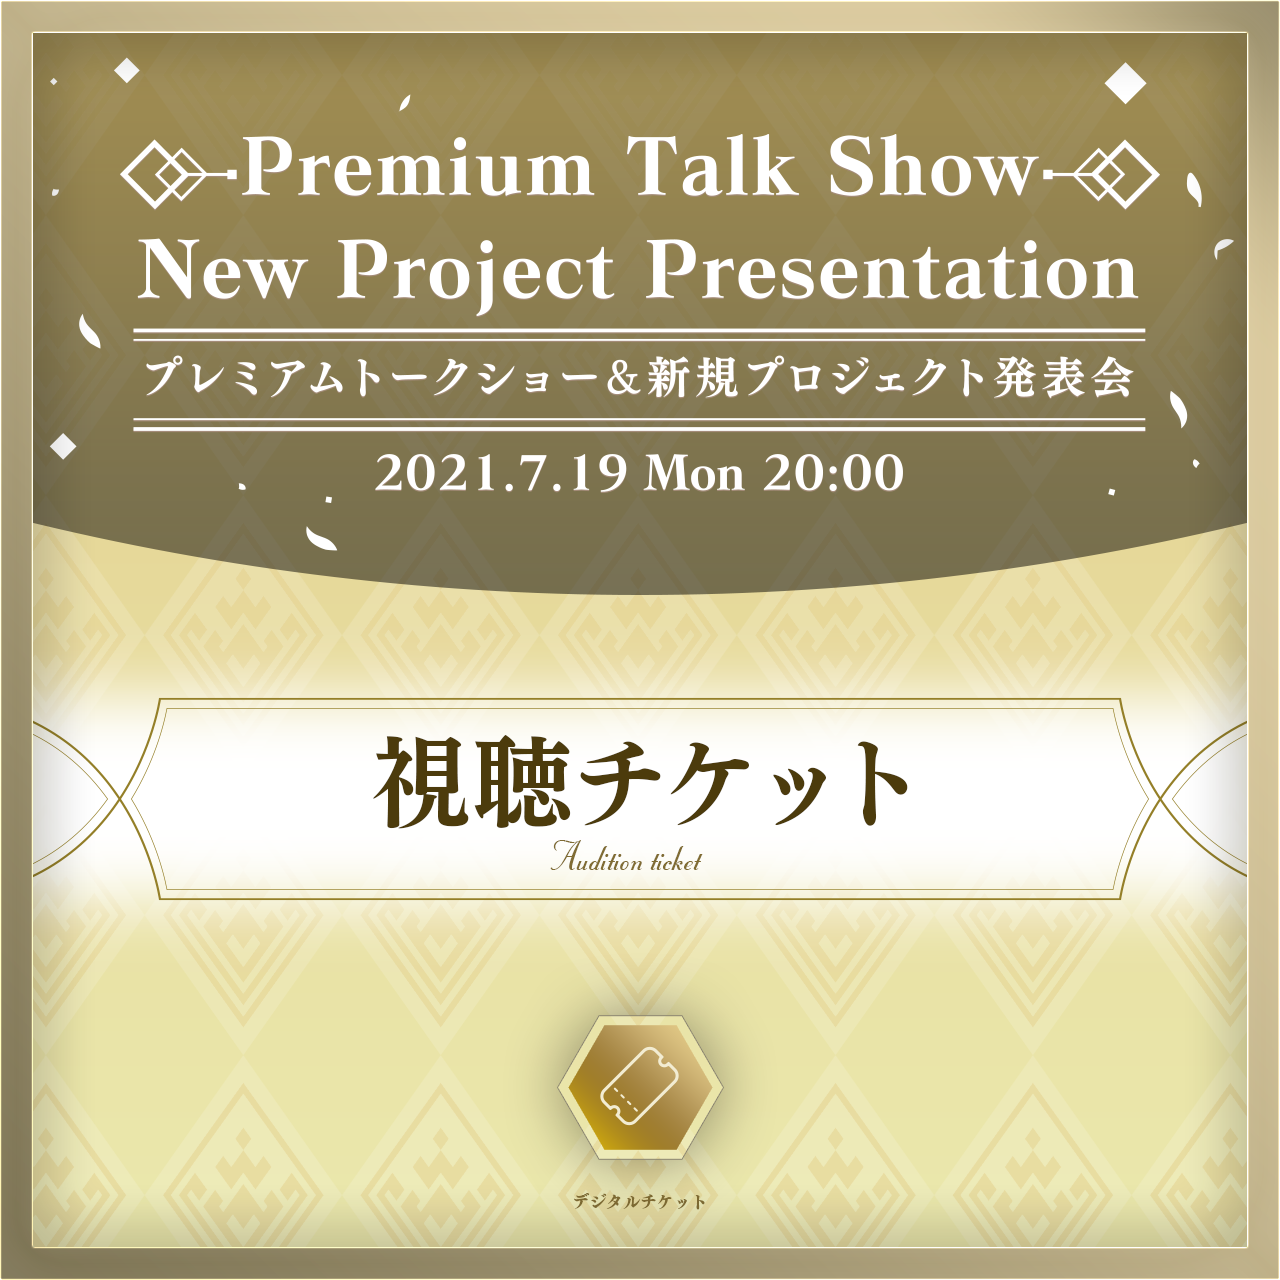 Premium Talk Show
New Project Presentation
プレミアムトークショー＆新規プロジェクト発表会
2021.7.19 Mon 20:00
視聴チケット
Audition ticket
デジタルチケット